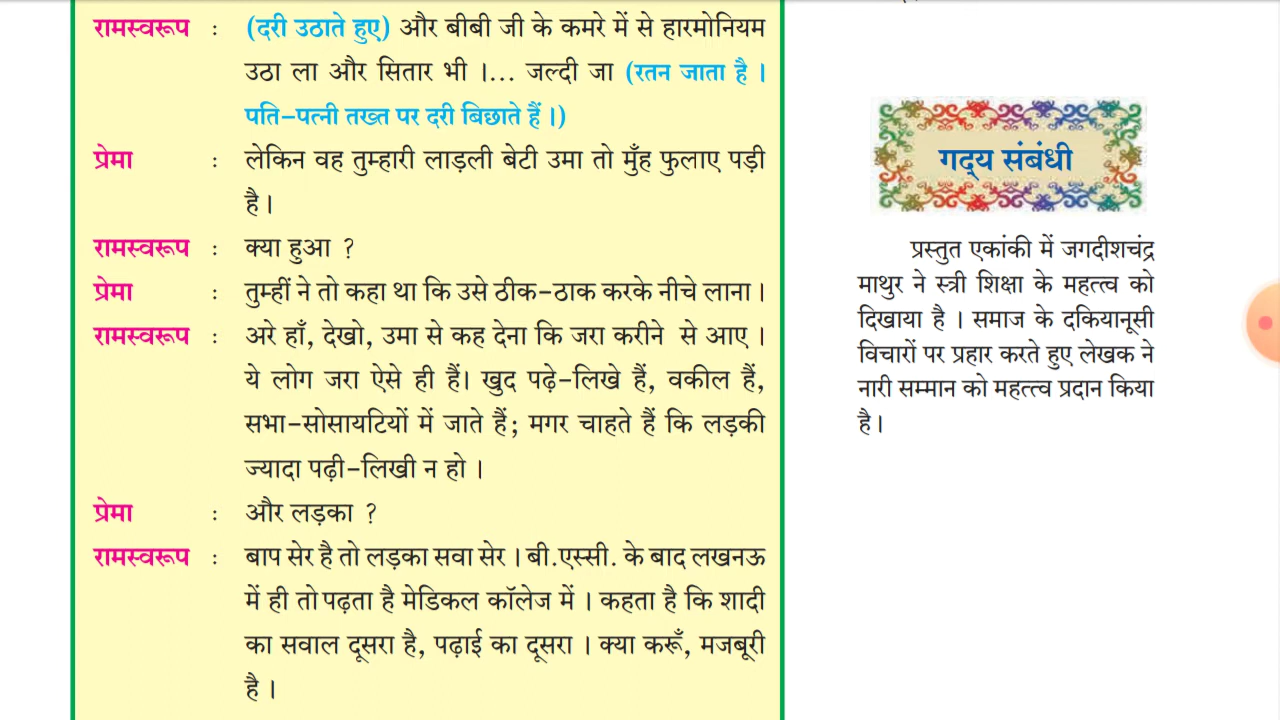 रामस्वरूप : (दरी उठाते हुए) और बीबी जी के कमरे में से हारमोनियम
उठा ला और सितार भी ।... जल्दी जा (रतन जाता है ।
पति-पत्नी तख्त पर दरी बिछाते हैं ।)
प्रेमा : लेकिन वह तुम्हारी लाड़ली बेटी उमा तो मुँह फुलाए पड़ी
है ।
रामस्वरूप : क्या हुआ ?
प्रेमा : तुम्हीं ने तो कहा था कि उसे ठीक-ठाक करके नीचे लाना ।
रामस्वरूप : अरे हाँ, देखो, उमा से कह देना कि जरा करीने से आए ।
ये लोग जरा ऐसे ही हैं। खुद पढ़े-लिखे हैं, वकील हैं,
सभा-सोसायटियों में जाते हैं; मगर चाहते हैं कि लड़की
ज्यादा पढ़ी-लिखी न हो ।
प्रेमा : और लड़का ?
रामस्वरूप : बाप सेर है तो लड़का सवा सेर । बी.एस्सी. के बाद लखनऊ
में ही तो पढ़ता है मेडिकल कॉलेज में । कहता है कि शादी
का सवाल दूसरा है, पढ़ाई का दूसरा । क्या करूँ, मजबूरी
है ।
गद्‌य संबंधी
प्रस्तुत एकांकी में जगदीशचंद्र
माथुर ने स्त्री शिक्षा के महत्त्व को
दिखाया है । समाज के दकियानूसी
विचारों पर प्रहार करते हुए लेखक ने
नारी सम्मान को महत्त्व प्रदान किया
है ।